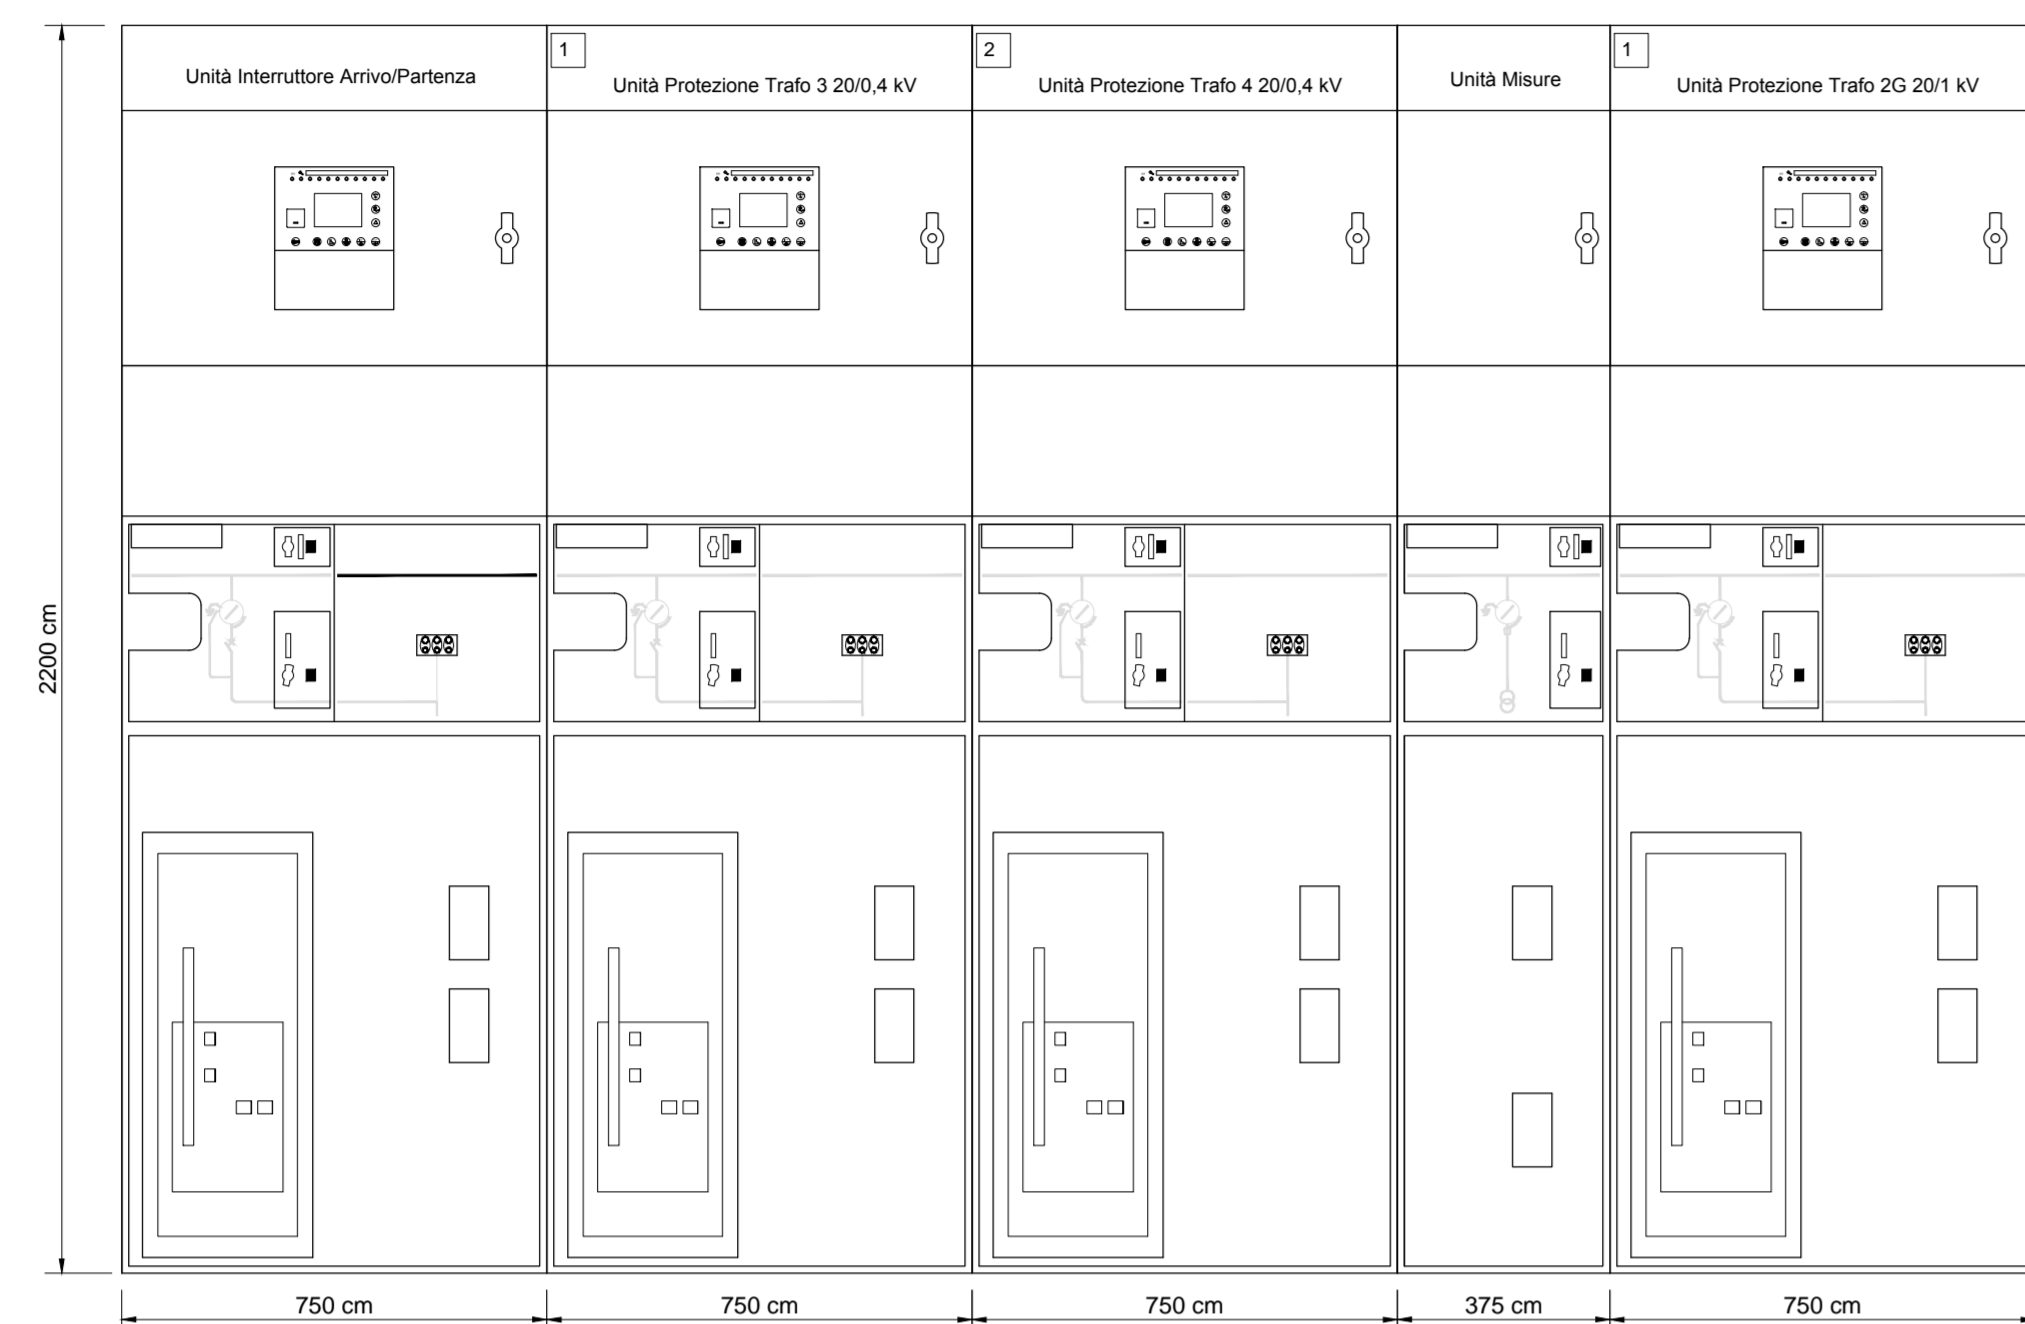 Unità Interruttore Arrivo/Partenza
1
Unità Protezione Trafo 3 20/0,4 kV
2
Unità Protezione Trafo 4 20/0,4 kV
Unità Misure
1
Unità Protezione Trafo 2G 20/1 kV
2200 cm
750 cm
750 cm
750 cm
375 cm
750 cm